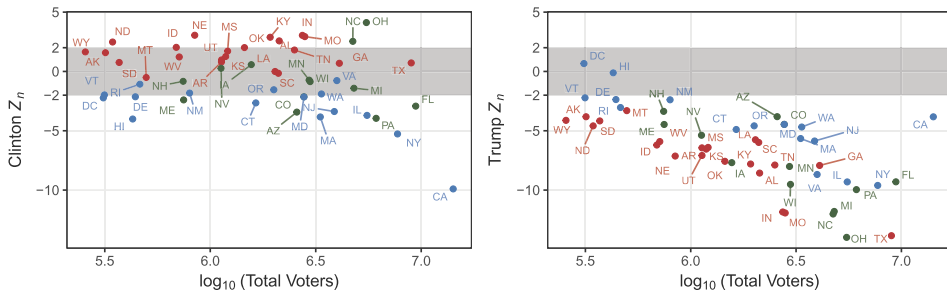 5
2
0
−2
−5
−10
Clinton Zn
NC
OH
ND
NE
MS
KY
IN
WY
AK
ID
UT
OK
AL
MO
MT
SD
WV
KS
LA
TN
GA
TX
AR
IA
SC
MN
WI
VA
MI
VT
RI
NH
NV
OR
WA
DC
DE
NM
ME
CO
NJ
IL
FL
HI
CT
AZ
MD
MA
PA
NY
CA
5.5
6.0
6.5
7.0
log10 (Total Voters)
5
2
0
−2
−5
−10
Trump Zn
DC
HI
VT
DE
NM
AZ
AK
RI
MT
NH
NV
CO
WA
CA
WY
ND
SD
ME
CT
OR
MD
NJ
ID
WV
MS
LA
SC
MA
NE
AR
KS
KY
TN
GA
UT
OK
IA
AL
MN
VA
IL
NY
FL
WI
PA
IN
MO
NC
MI
OH
TX
5.5
6.0
6.5
7.0
log10 (Total Voters)